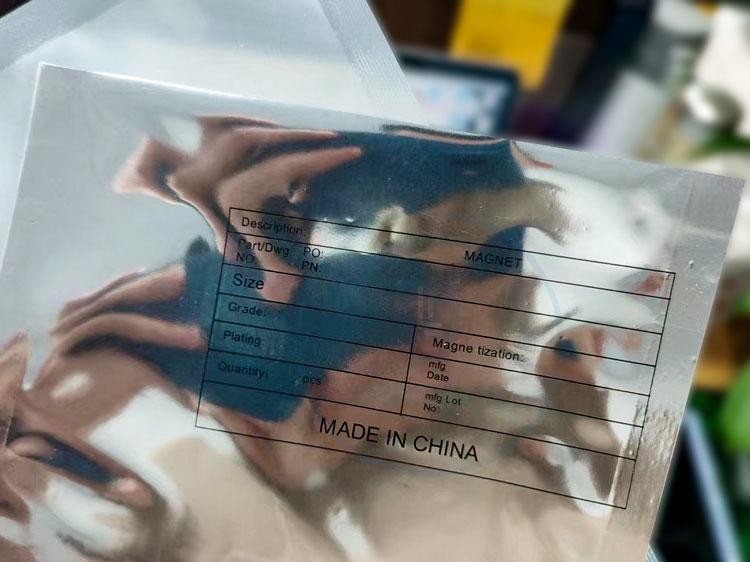 Description: MAGNET
Part/Dwg PO:
NO. PN:
Size
Grade:
Plating: Magne tization:
mfg
Date
Quantity: pcs
mfg Lot
No:
MADE IN CHINA